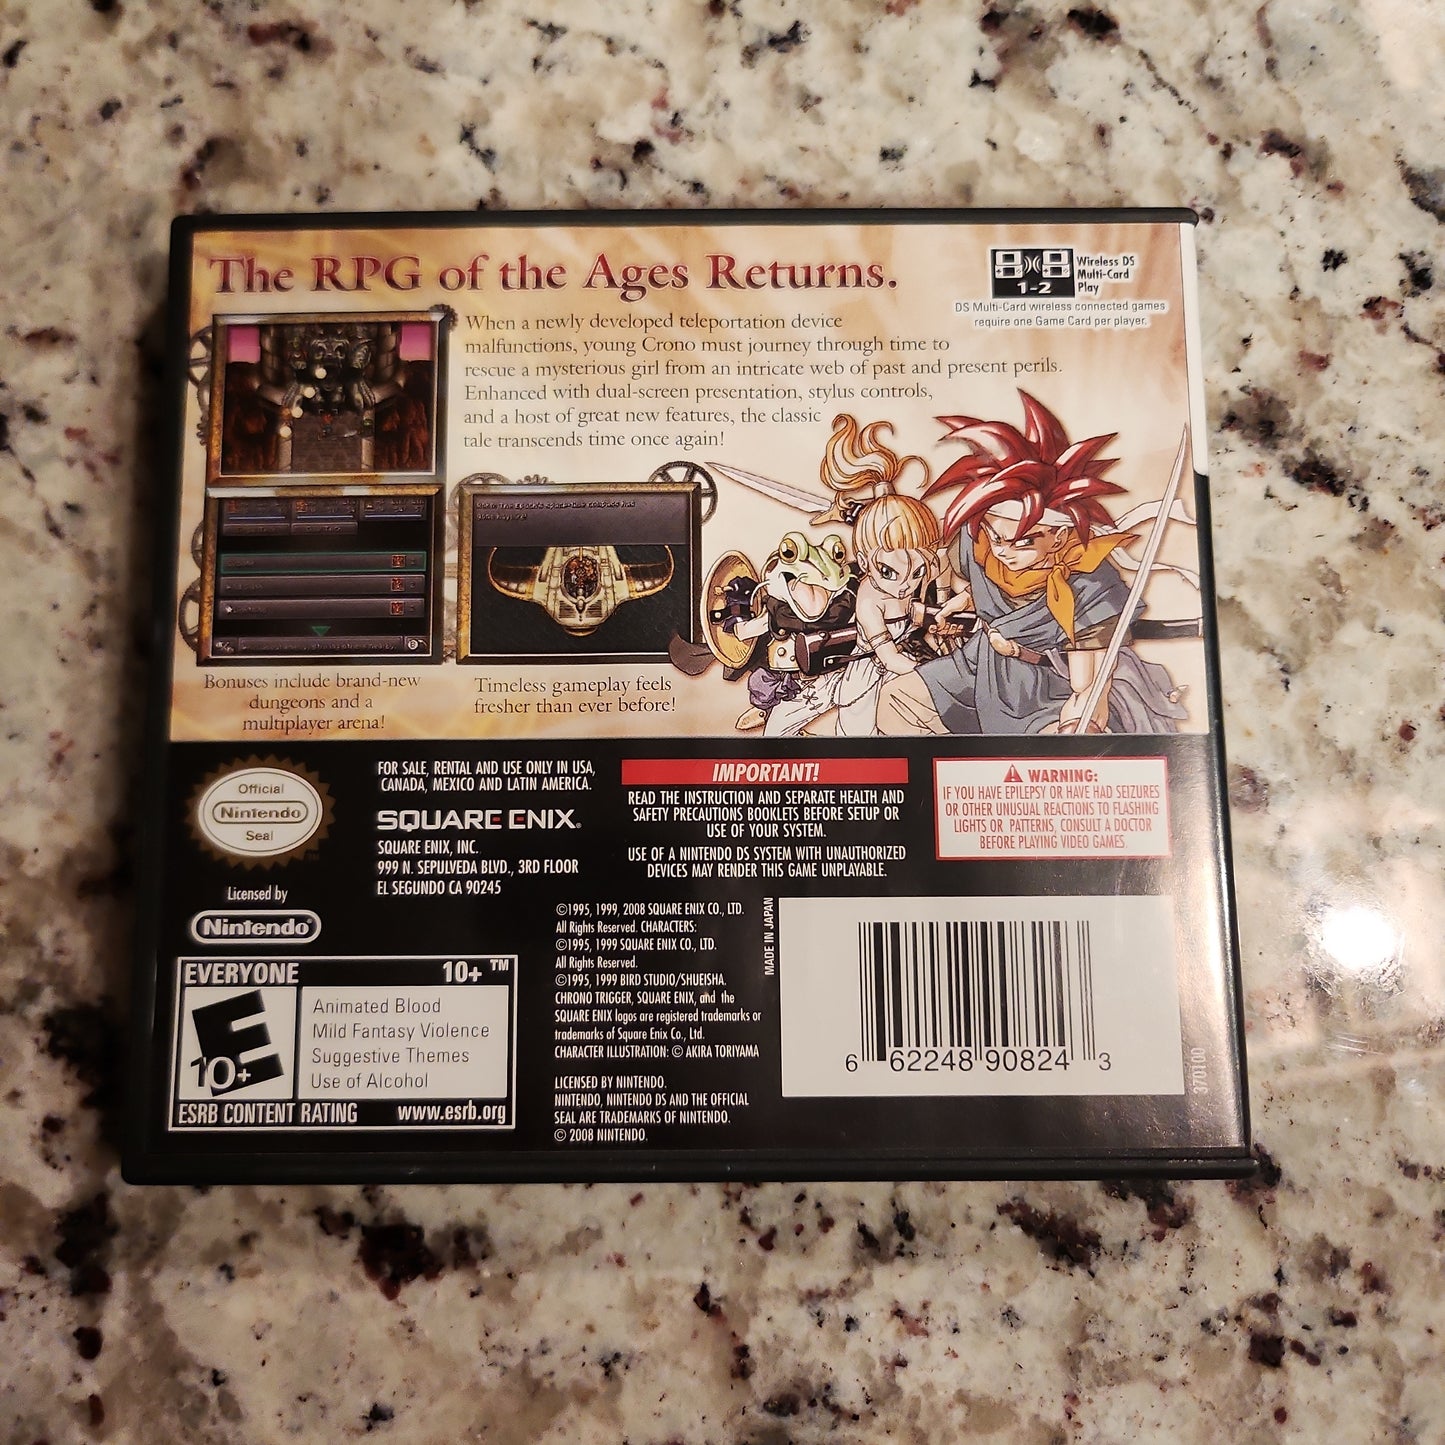 The RPG of the Ages Returns.
Wireless DS
Multi-Card
Play
1-2
DS Multi-Card wireless connected games
require one Game Card per player.
When a newly developed teleportation device
malfunctions, young Crono must journey through time to
rescue a mysterious girl from an intricate web of past and present perils.
Enhanced with dual-screen presentation, stylus controls,
and a host of great new features, the classic
tale transcends time once again!
Bonuses include brand-new
dungeons and a
multiplayer arena!
Timeless gameplay feels
fresher than ever before!
Official
Nintendo
Seal
TM
Licensed by
Nintendo®
FOR SALE, RENTAL AND USE ONLY IN USA,
CANADA, MEXICO AND LATIN AMERICA.
SQUARE ENIX®
SQUARE ENIX, INC.
999 N. SEPULVEDA BLVD., 3RD FLOOR
EL SEGUNDO CA 90245
IMPORTANT!
READ THE INSTRUCTION AND SEPARATE HEALTH AND
SAFETY PRECAUTIONS BOOKLETS BEFORE SETUP OR
USE OF YOUR SYSTEM.
USE OF A NINTENDO DS SYSTEM WITH UNAUTHORIZED
DEVICES MAY RENDER THIS GAME UNPLAYABLE.
WARNING:
IF YOU HAVE EPILEPSY OR HAVE HAD SEIZURES
OR OTHER UNUSUAL REACTIONS TO FLASHING
LIGHTS OR PATTERNS, CONSULT A DOCTOR
BEFORE PLAYING VIDEO GAMES
EVERYONE 10+ ™
E
10+
Animated Blood
Mild Fantasy Violence
Suggestive Themes
Use of Alcohol
ESRB CONTENT RATING www.esrb.org
©1995, 1999, 2008 SQUARE ENIX CO., LTD.
All Rights Reserved. CHARACTERS:
©1995, 1999 SQUARE ENIX CO., LTD.
All Rights Reserved.
©1995, 1999 BIRD STUDIO/SHUEISHA.
CHRONO TRIGGER, SQUARE ENIX, and the
SQUARE ENIX logos are registered trademarks or
trademarks of Square Enix Co., Ltd.
CHARACTER ILLUSTRATION: © AKIRA TORIYAMA
LICENSED BY NINTENDO.
NINTENDO, NINTENDO DS AND THE OFFICIAL
SEAL ARE TRADEMARKS OF NINTENDO.
© 2008 NINTENDO.
MADE IN JAPAN
6 62248 90824 3
370100